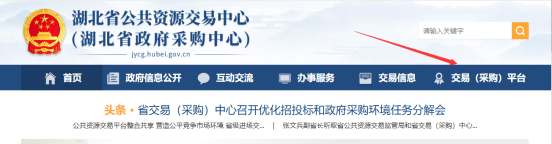 湖北省公共资源交易中心
(湖北省政府采购中心)
jycg.hubei.gov.cn
请输入关键字
首页 政府信息公开 互动交流 办事服务 交易信息 交易（采购）平台
头条·省交易（采购）中心召开优化招投标和政府采购环境任务分解会
公共资源交易平台整合共享 营造公平竞争市场环境 省级进场交... | 张文兵副省长听取省公共资源交易监管局和省交易（采购）中心...